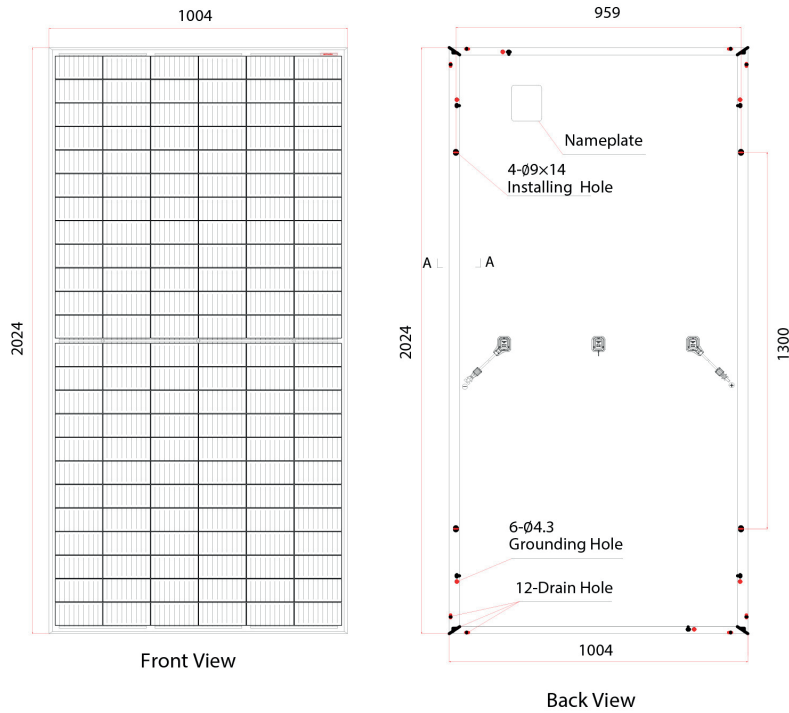 1004
2024
Front View
959
Nameplate
4-Ø9×14
Installing Hole
A
A
2024
1300
6-Ø4.3
Grounding Hole
12-Drain Hole
1004
Back View